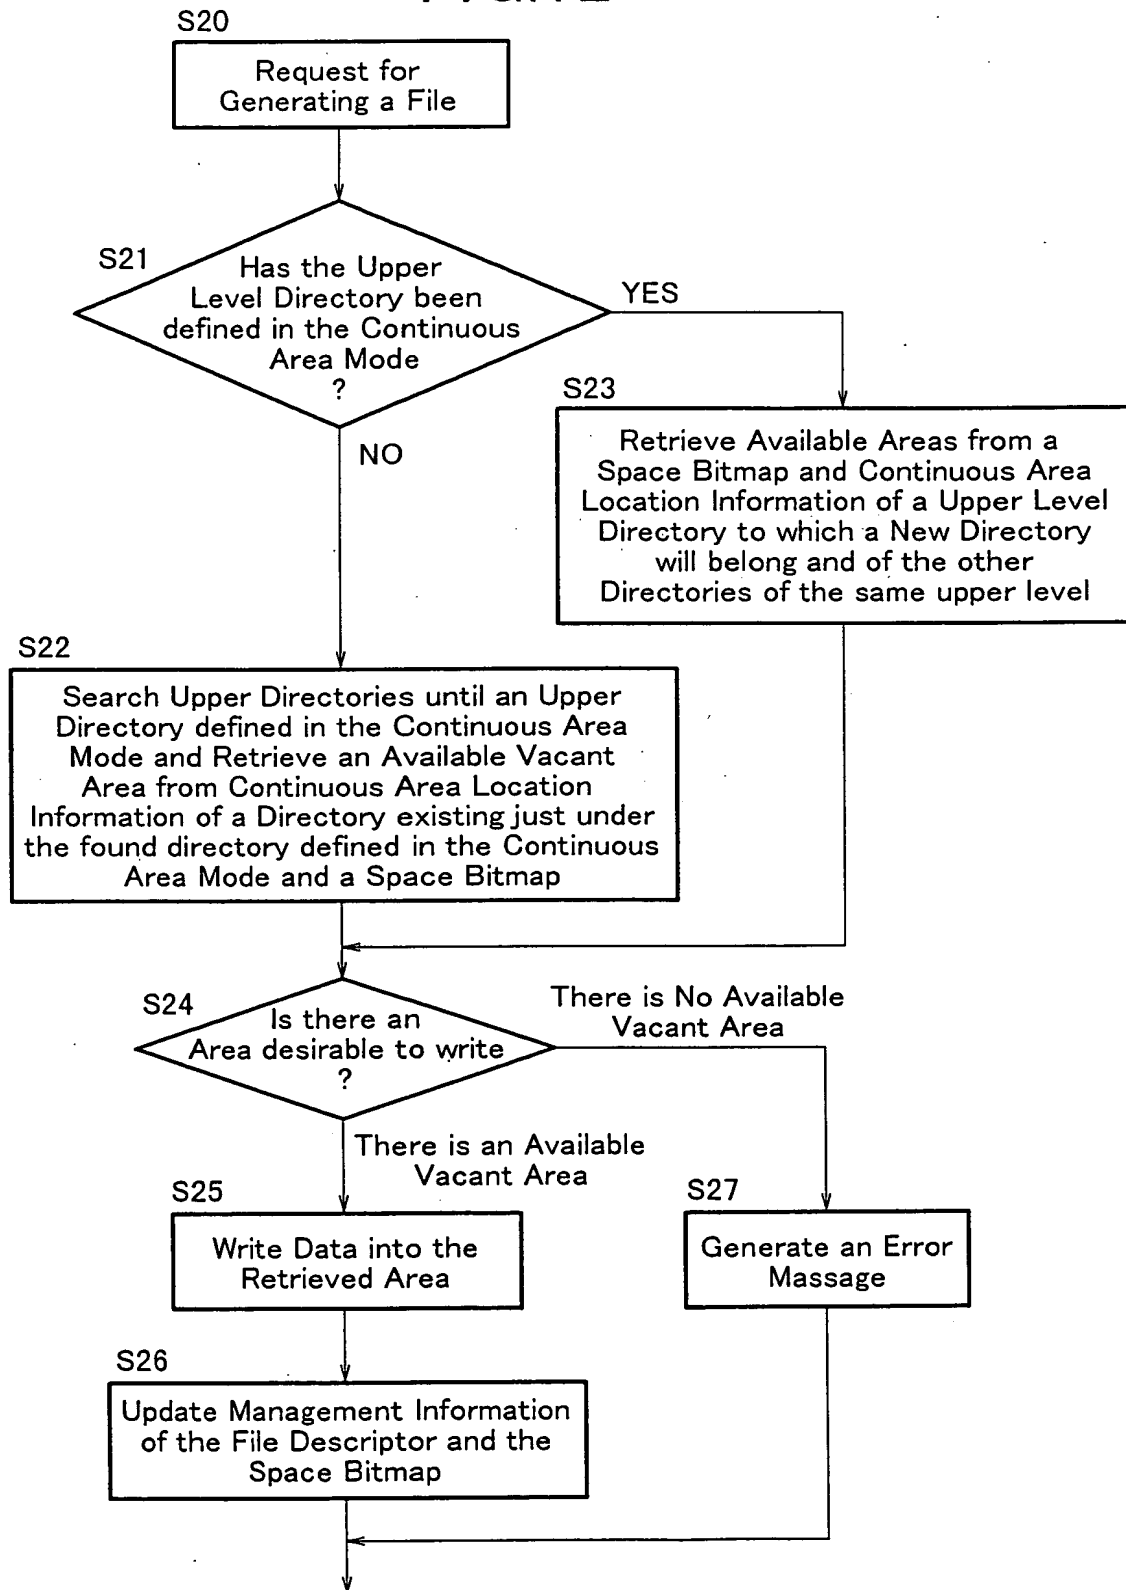 S20
Request for
Generating a File
S21
Has the Upper
Level Directory been
defined in the Continuous
Area Mode
?
YES
NO
S23
Retrieve Available Areas from a
Space Bitmap and Continuous Area
Location Information of a Upper Level
Directory to which a New Directory
will belong and of the other
Directories of the same upper level
S22
Search Upper Directories until an Upper
Directory defined in the Continuous Area
Mode and Retrieve an Available Vacant
Area from Continuous Area Location
Information of a Directory existing just under
the found directory defined in the Continuous
Area Mode and a Space Bitmap
S24
Is there an
Area desirable to write
?
There is No Available
Vacant Area
There is an Available
Vacant Area
S25
Write Data into the
Retrieved Area
S27
Generate an Error
Massage
S26
Update Management Information
of the File Descriptor and the
Space Bitmap